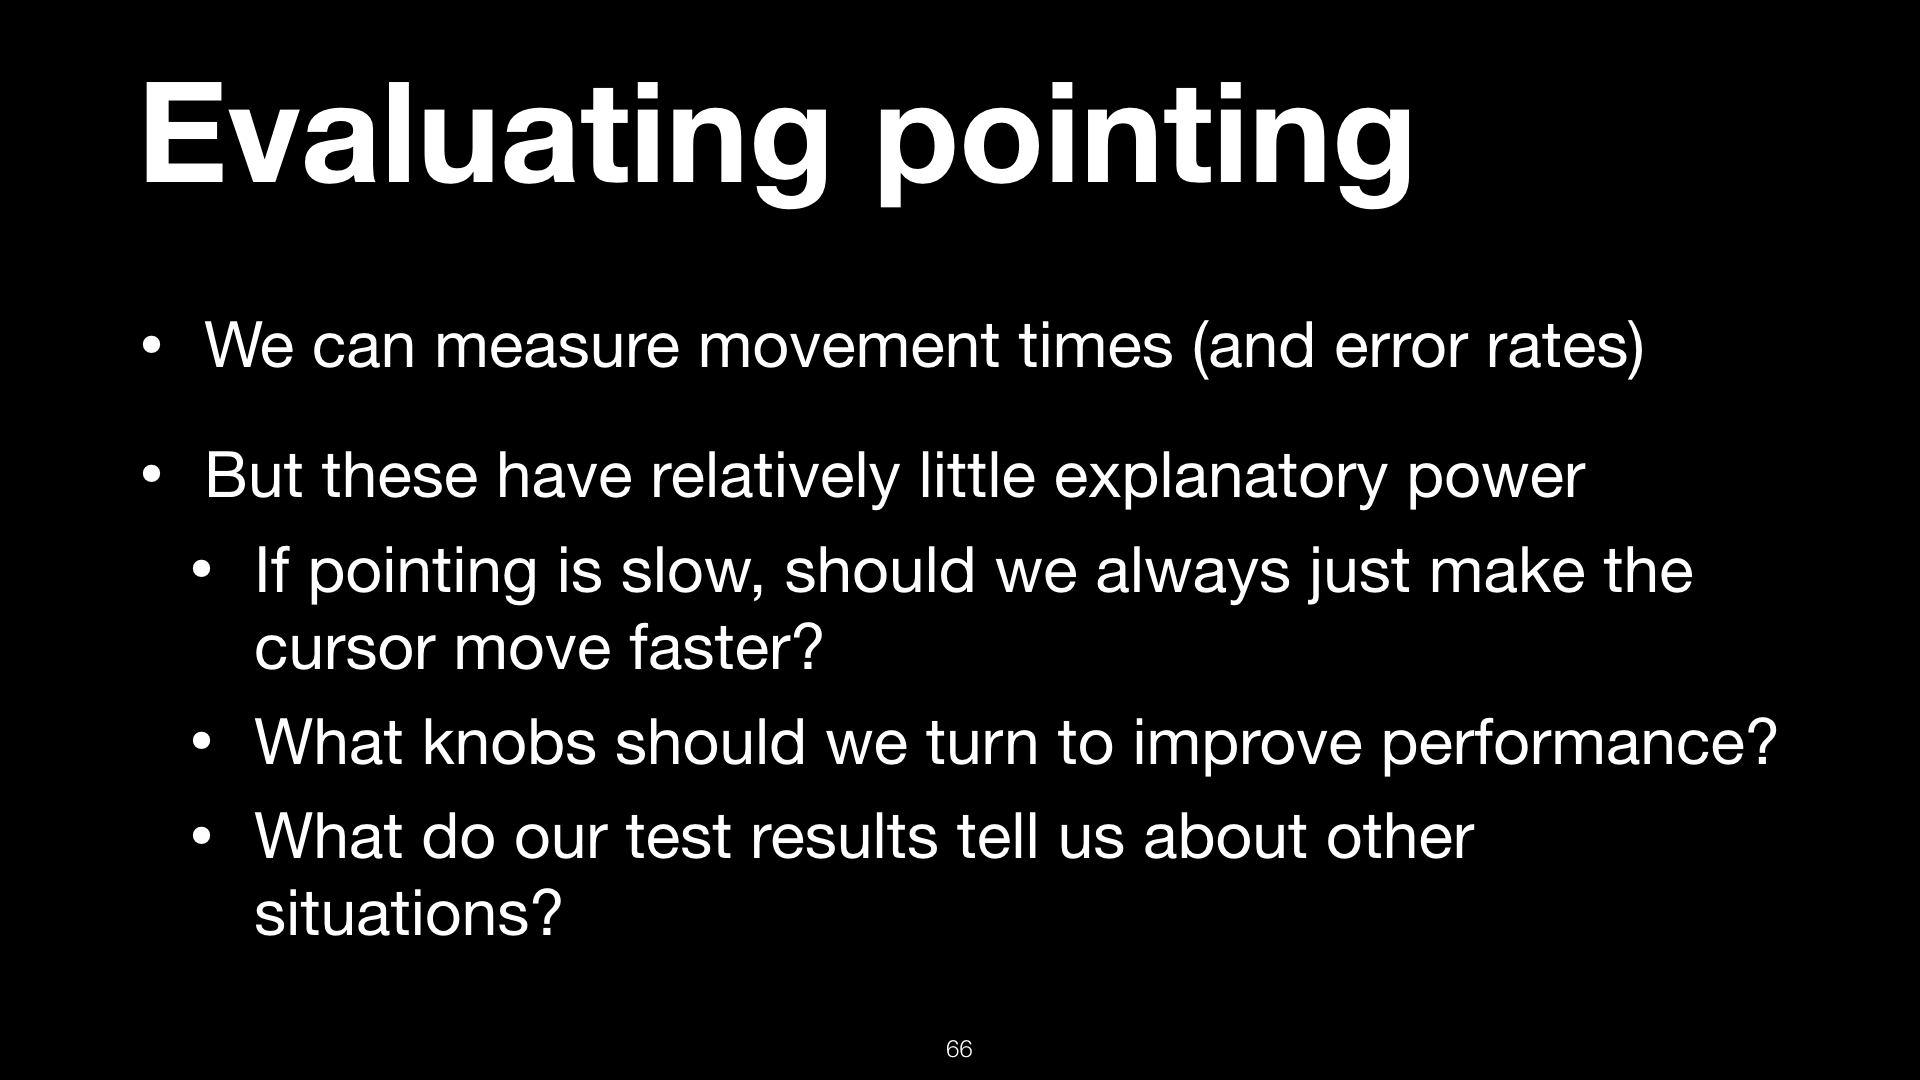 Evaluating pointing
• We can measure movement times (and error rates)
• But these have relatively little explanatory power
• If pointing is slow, should we always just make the
cursor move faster?
• What knobs should we turn to improve performance?
• What do our test results tell us about other
situations?
66